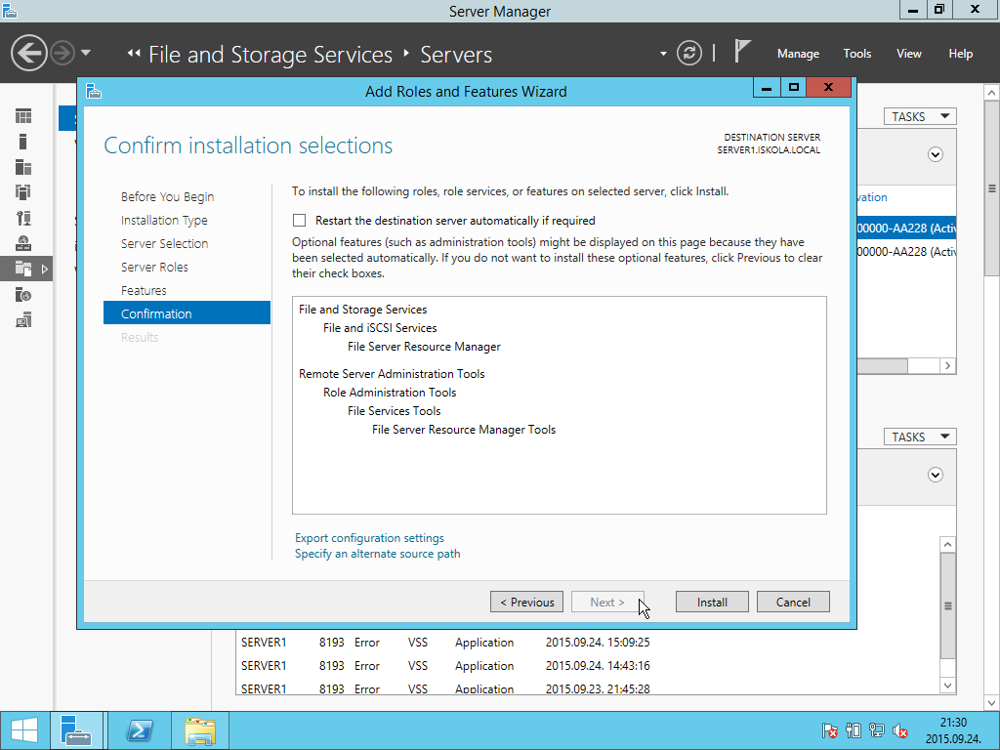 Server Manager
File and Storage Services Servers
Manage Tools View Help
Add Roles and Features Wizard
TASKS
Confirm installation selections
DESTINATION SERVER
SERVER1.ISKOLA.LOCAL
Before You Begin
Installation Type
Server Selection
Server Roles
Features
Confirmation
Results
To install the following roles, role services, or features on selected server, click Install.
Restart the destination server automatically if required
Optional features (such as administration tools) might be displayed on this page because they have
been selected automatically. If you do not want to install these optional features, click Previous to clear
their check boxes.
File and Storage Services
File and iSCSI Services
File Server Resource Manager
Remote Server Administration Tools
Role Administration Tools
File Services Tools
File Server Resource Manager Tools
Export configuration settings
Specify an alternate source path
< Previous Next > Install Cancel
vation
00000-AA228 (Activ
00000-AA228 (Activ
TASKS
SERVER1 8193 Error VSS Application 2015.09.24. 15:09:25
SERVER1 8193 Error VSS Application 2015.09.24. 14:43:16
SERVER1 8193 Error VSS Application 2015.09.23. 21:45:28
21:30
2015.09.24.